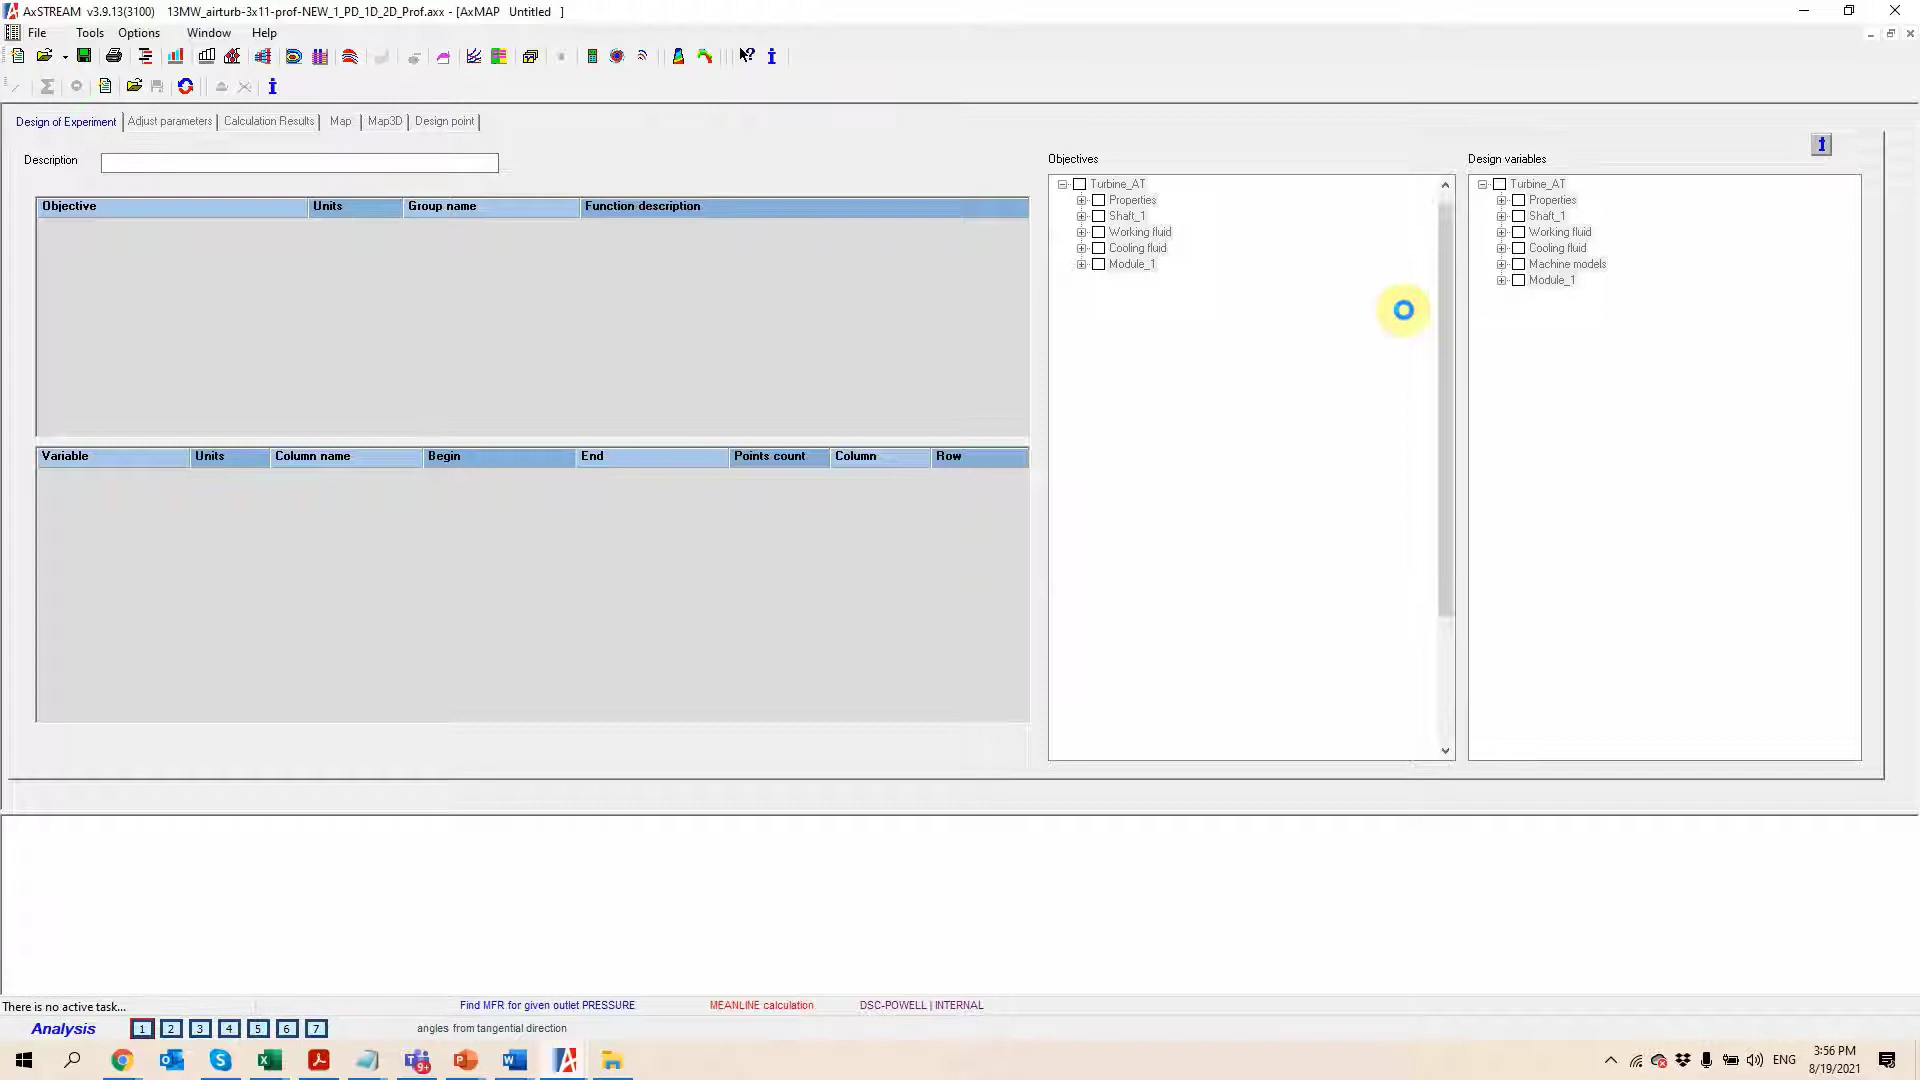 AxSTREAM v3.9.13(3100) 13MW_airturb-3x11-prof-NEW_1_PD_1D_2D_Prof.axx - [AxMAP Untitled ]
File Tools Options Window Help
Design of Experiment Adjust parameters Calculation Results Map Map3D Design point
Description
Objectives
Design variables
Objective Units Group name Function description
Turbine_AT
Properties
Shaft_1
Working fluid
Cooling fluid
Module_1
Turbine_AT
Properties
Shaft_1
Working fluid
Cooling fluid
Machine models
Module_1
Variable Units Column name Begin End Points count Column Row
There is no active task...
Find MFR for given outlet PRESSURE
MEANLINE calculation
DSC-POWELL | INTERNAL
Analysis 1 2 3 4 5 6 7
angles from tangential direction
9+
ENG
3:56 PM
8/19/2021